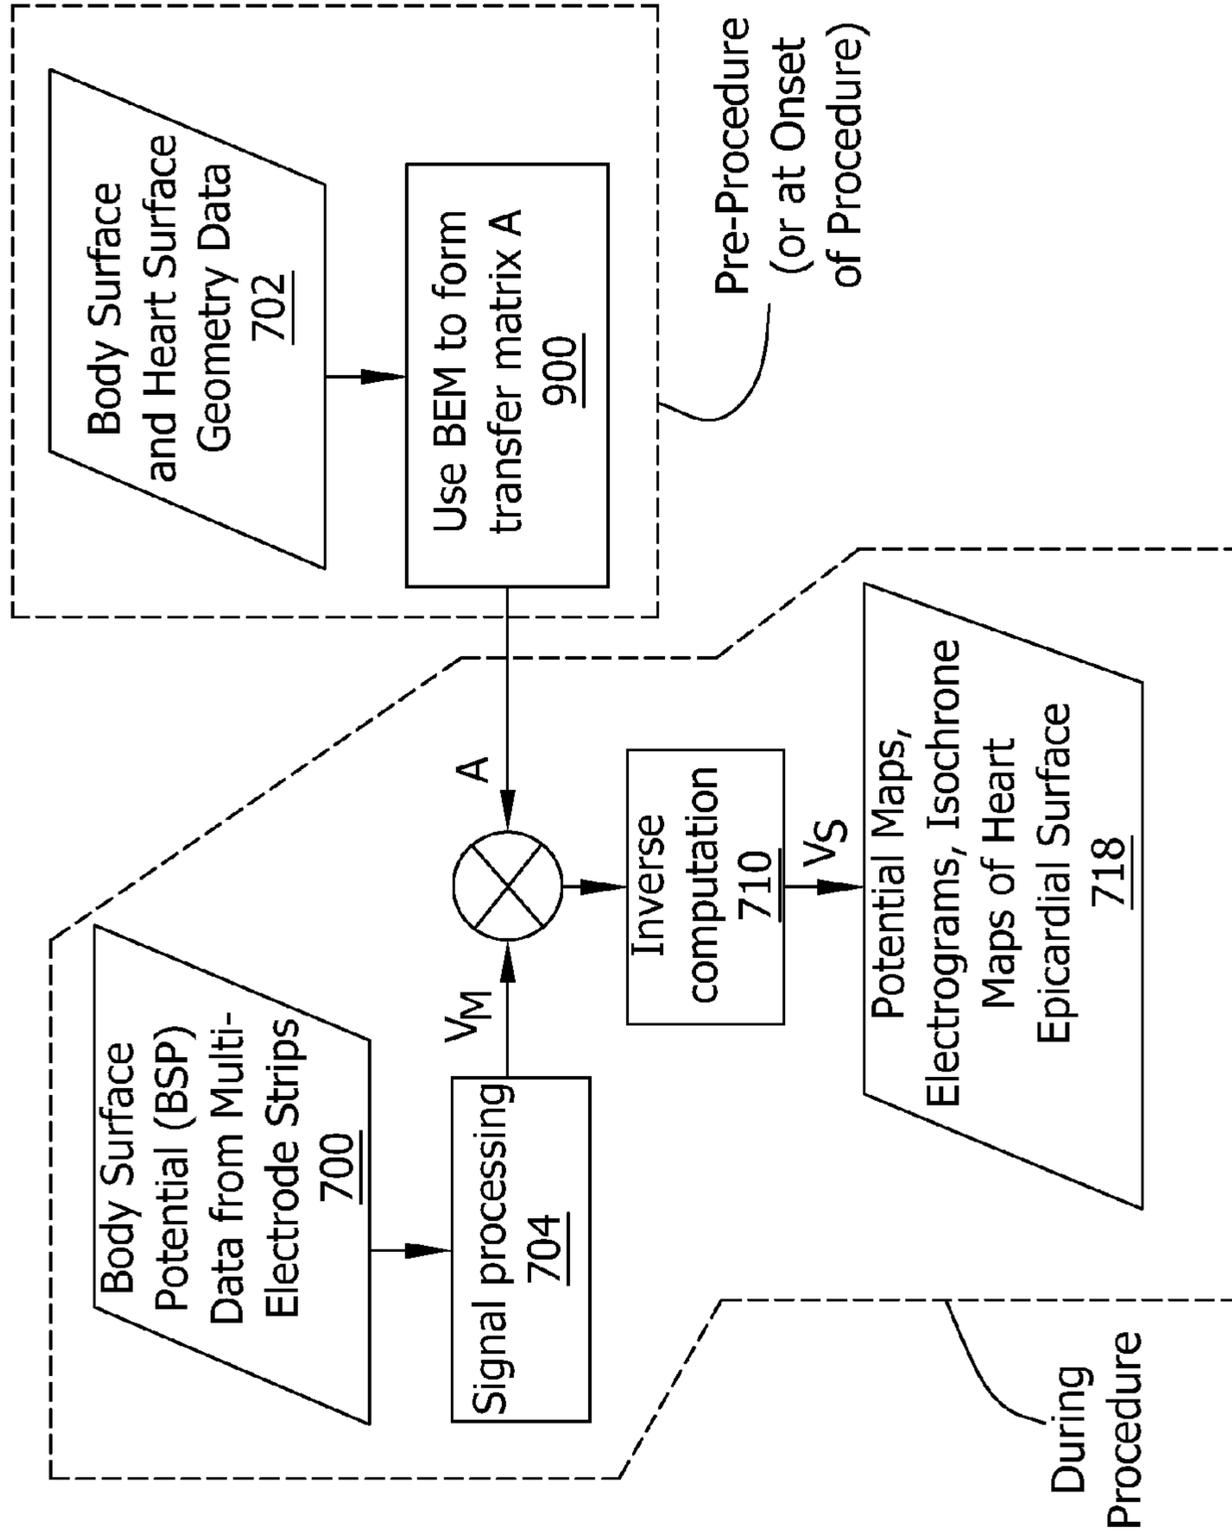 Body Surface
Potential (BSP)
Data from Multi-
Electrode Strips
700
Signal processing
704
VM
A
Body Surface
and Heart Surface
Geometry Data
702
Use BEM to form
transfer matrix A
900
Pre-Procedure
(or at Onset
of Procedure)
Inverse
computation
710
VS
Potential Maps,
Electrograms, Isochrone
Maps of Heart
Epicardial Surface
718
During
Procedure